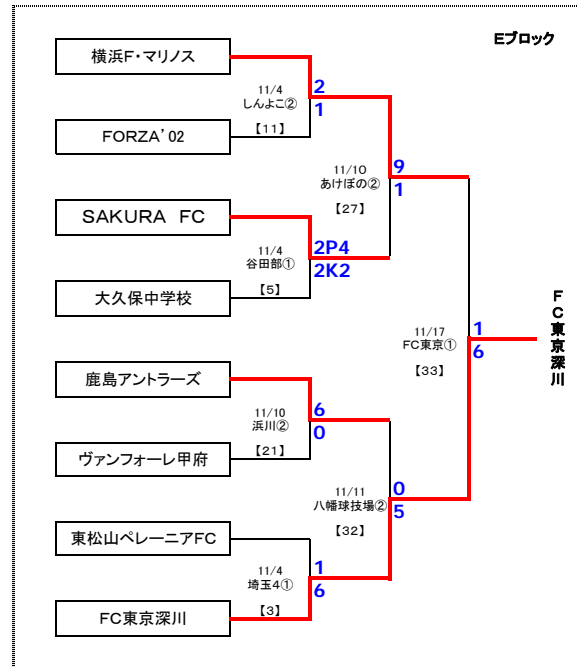 Eブロック
横浜F・マリノス
11/4
しんよこ②
【11】
2
1
FORZA'02
11/10
あけぼの②
【27】
9
1
SAKURA FC
11/4
谷田部①
【5】
2P4
2K2
大久保中学校
11/17
FC東京①
【33】
1
6
FC東京深川
鹿島アントラーズ
11/10
浜川②
【21】
6
0
ヴァンフォーレ甲府
11/11
八幡球技場②
【32】
0
5
東松山ペレーニアFC
11/4
埼玉4①
【3】
1
6
FC東京深川